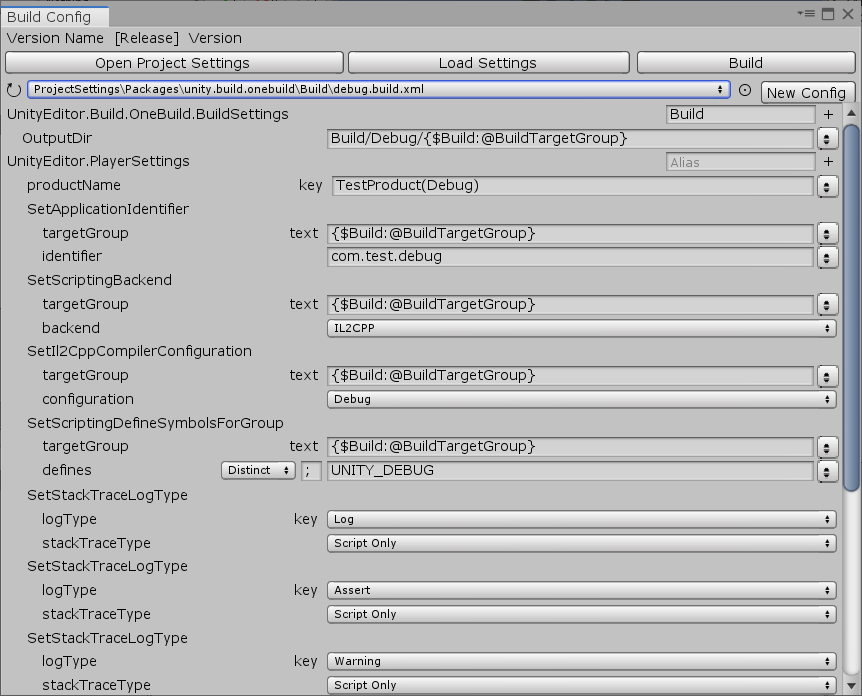 Build Config
Version Name [Release] Version
Open Project Settings Load Settings Build
ProjectSettings\Packages\unity.build.onebuild\Build\debug.build.xml New Config
UnityEditor.Build.OneBuild.BuildSettings Build +
OutputDir Build/Debug/{$Build:@BuildTargetGroup}
UnityEditor.PlayerSettings Alias +
productName key TestProduct(Debug)
SetApplicationIdentifier
targetGroup text {$Build:@BuildTargetGroup}
identifier com.test.debug
SetScriptingBackend
targetGroup text {$Build:@BuildTargetGroup}
backend IL2CPP
SetIl2CppCompilerConfiguration
targetGroup text {$Build:@BuildTargetGroup}
configuration Debug
SetScriptingDefineSymbolsForGroup
targetGroup text {$Build:@BuildTargetGroup}
defines Distinct ; UNITY_DEBUG
SetStackTraceLogType
logType key Log
stackTraceType Script Only
SetStackTraceLogType
logType key Assert
stackTraceType Script Only
SetStackTraceLogType
logType key Warning
stackTraceType Script Only